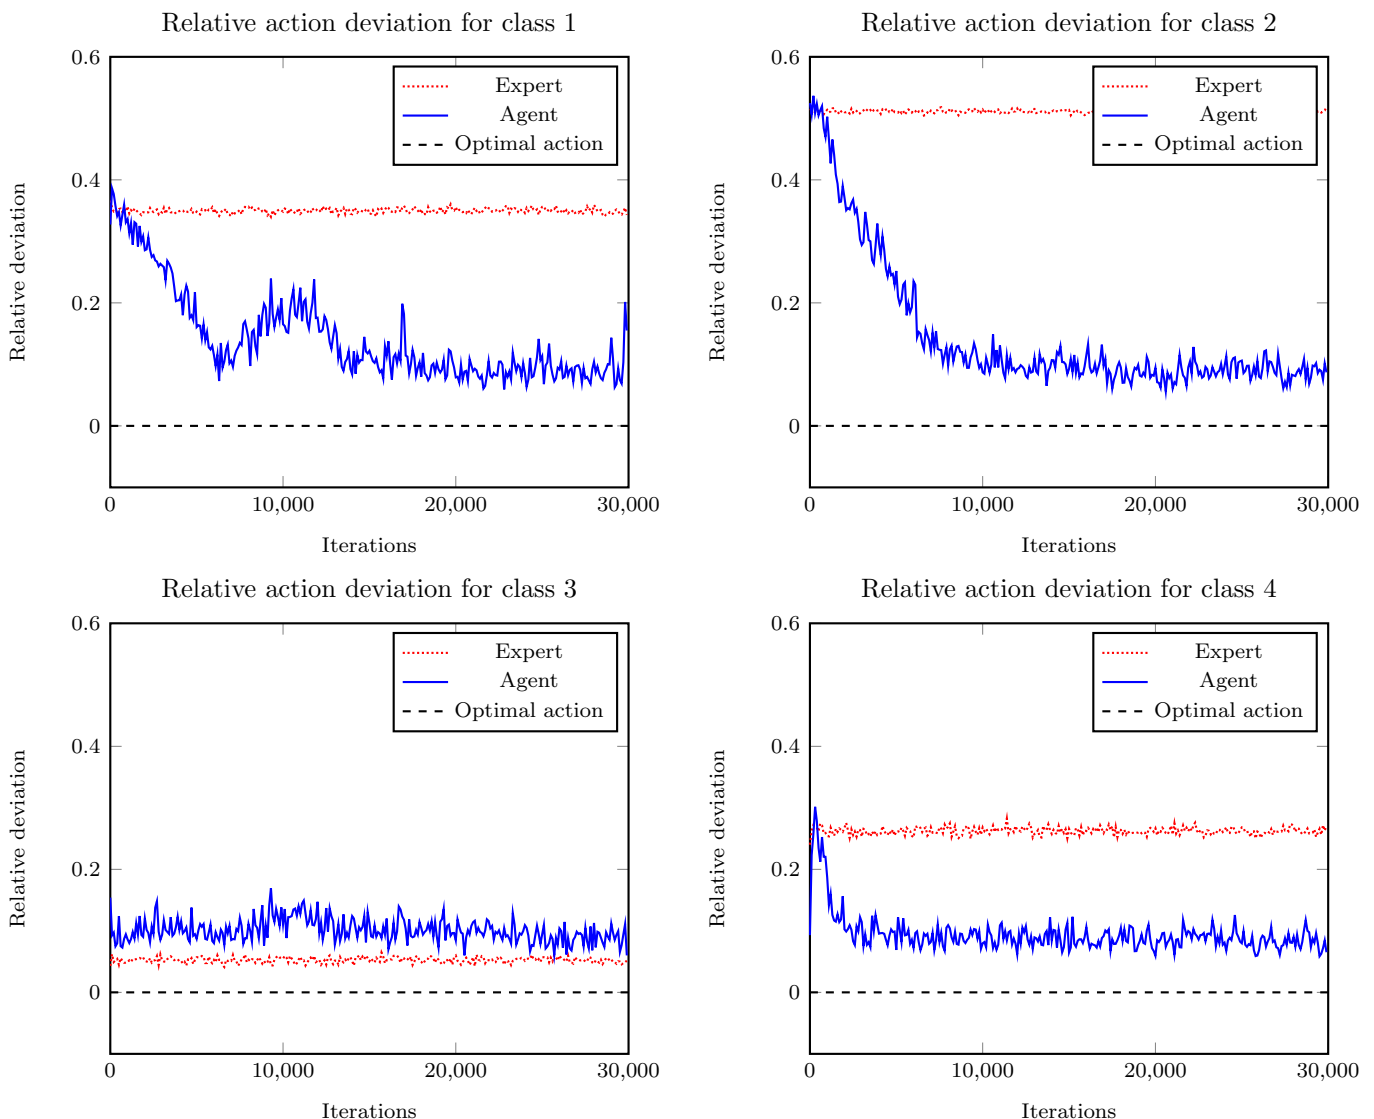 Relative action deviation for class 1
0.6
Expert
Agent
Optimal action
0.4
0.2
0
Relative deviation
0
10,000
20,000
30,000
Iterations
Relative action deviation for class 2
0.6
Expert
Agent
Optimal action
0.4
0.2
0
Relative deviation
0
10,000
20,000
30,000
Iterations
Relative action deviation for class 3
0.6
Expert
Agent
Optimal action
0.4
0.2
0
Relative deviation
0
10,000
20,000
30,000
Iterations
Relative action deviation for class 4
0.6
Expert
Agent
Optimal action
0.4
0.2
0
Relative deviation
0
10,000
20,000
30,000
Iterations